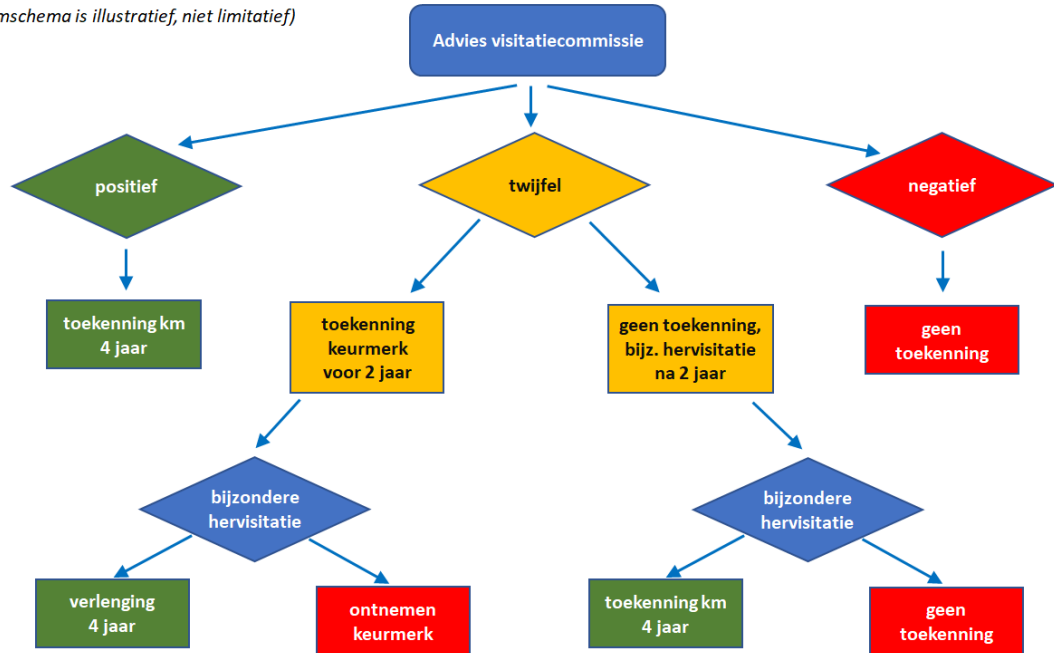 mschema is illustratief, niet limitatief)
Advies visitatiecommissie
positief
twijfel
negatief
toekenning km
4 jaar
toekenning
keurmerk
voor 2 jaar
geen toekenning,
bijz. hervisitatie
na 2 jaar
geen
toekenning
bijzondere
hervisitatie
bijzondere
hervisitatie
verlenging
4 jaar
ontnemen
keurmerk
toekenning km
4 jaar
geen
toekenning